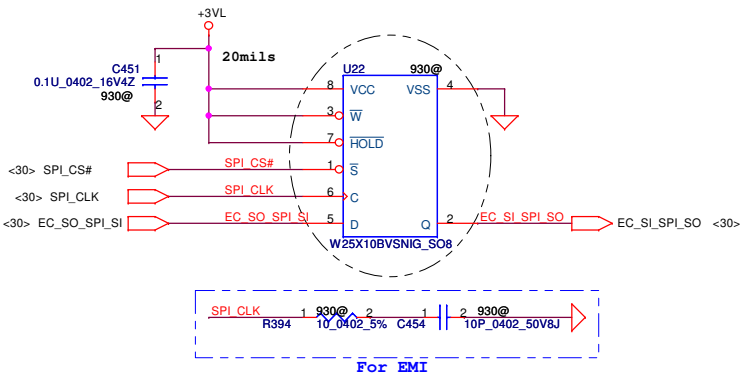 +3VL
20mils
1
C451
0.1U_0402_16V4Z
930@
2
U22
930@
8
VCC
VSS
4
3
W
7
HOLD
<30> SPI_CS#
SPI_CS#
1
S
<30> SPI_CLK
SPI_CLK
6
C
<30> EC_SO_SPI_SI
EC_SO_SPI_SI
5
D
Q
2
EC_SI_SPI_SO
EC_SI_SPI_SO <30>
W25X10BVSNIG_SO8
SPI_CLK
1
930@
2
1
2
930@
R394
10_0402_5%
C454
10P_0402_50V8J
For EMI